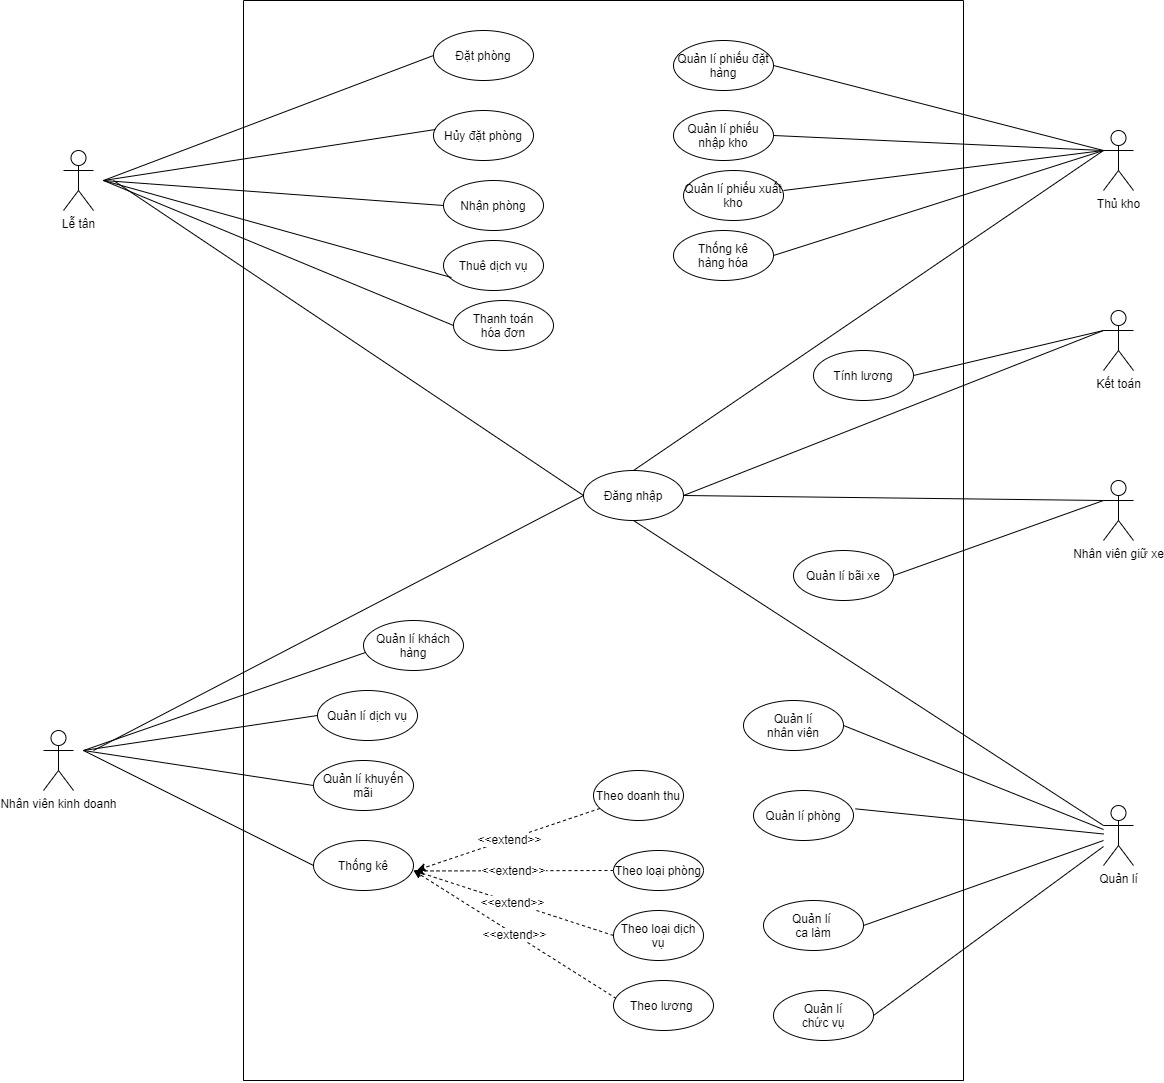 Đặt phòng
Quản lí phiếu đặt
hàng
Hủy đặt phòng
Quản lí phiếu
nhập kho
Lễ tân
Thủ kho
Nhận phòng
Quản lí phiếu xuất
kho
Thuê dịch vụ
Thống kê
hàng hóa
Thanh toán
hóa đơn
Tính lương
Kết toán
Đăng nhập
Nhân viên giữ xe
Quản lí bãi xe
Quản lí khách
hàng
Quản lí dịch vụ
Quản lí
nhân viên
Quản lí khuyến
mãi
Nhân viên kinh doanh
Theo doanh thu
Quản lí phòng
<<extend>>
Thống kê
<<extend>>
Theo loại phòng
Quản lí
<<extend>>
Theo loại dịch
vụ
Quản lí
ca làm
<<extend>>
Theo lương
Quản lí
chức vụ